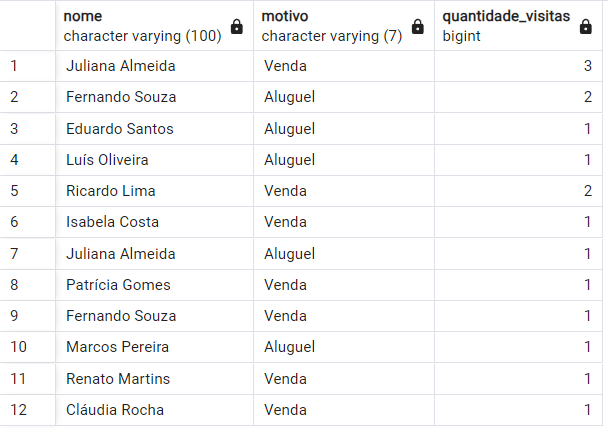 nome motivo quantidade_visitas
character varying (100) character varying (7) bigint
1 Juliana Almeida Venda 3
2 Fernando Souza Aluguel 2
3 Eduardo Santos Aluguel 1
4 Luís Oliveira Aluguel 1
5 Ricardo Lima Venda 2
6 Isabela Costa Venda 1
7 Juliana Almeida Aluguel 1
8 Patrícia Gomes Venda 1
9 Fernando Souza Venda 1
10 Marcos Pereira Aluguel 1
11 Renato Martins Venda 1
12 Cláudia Rocha Venda 1